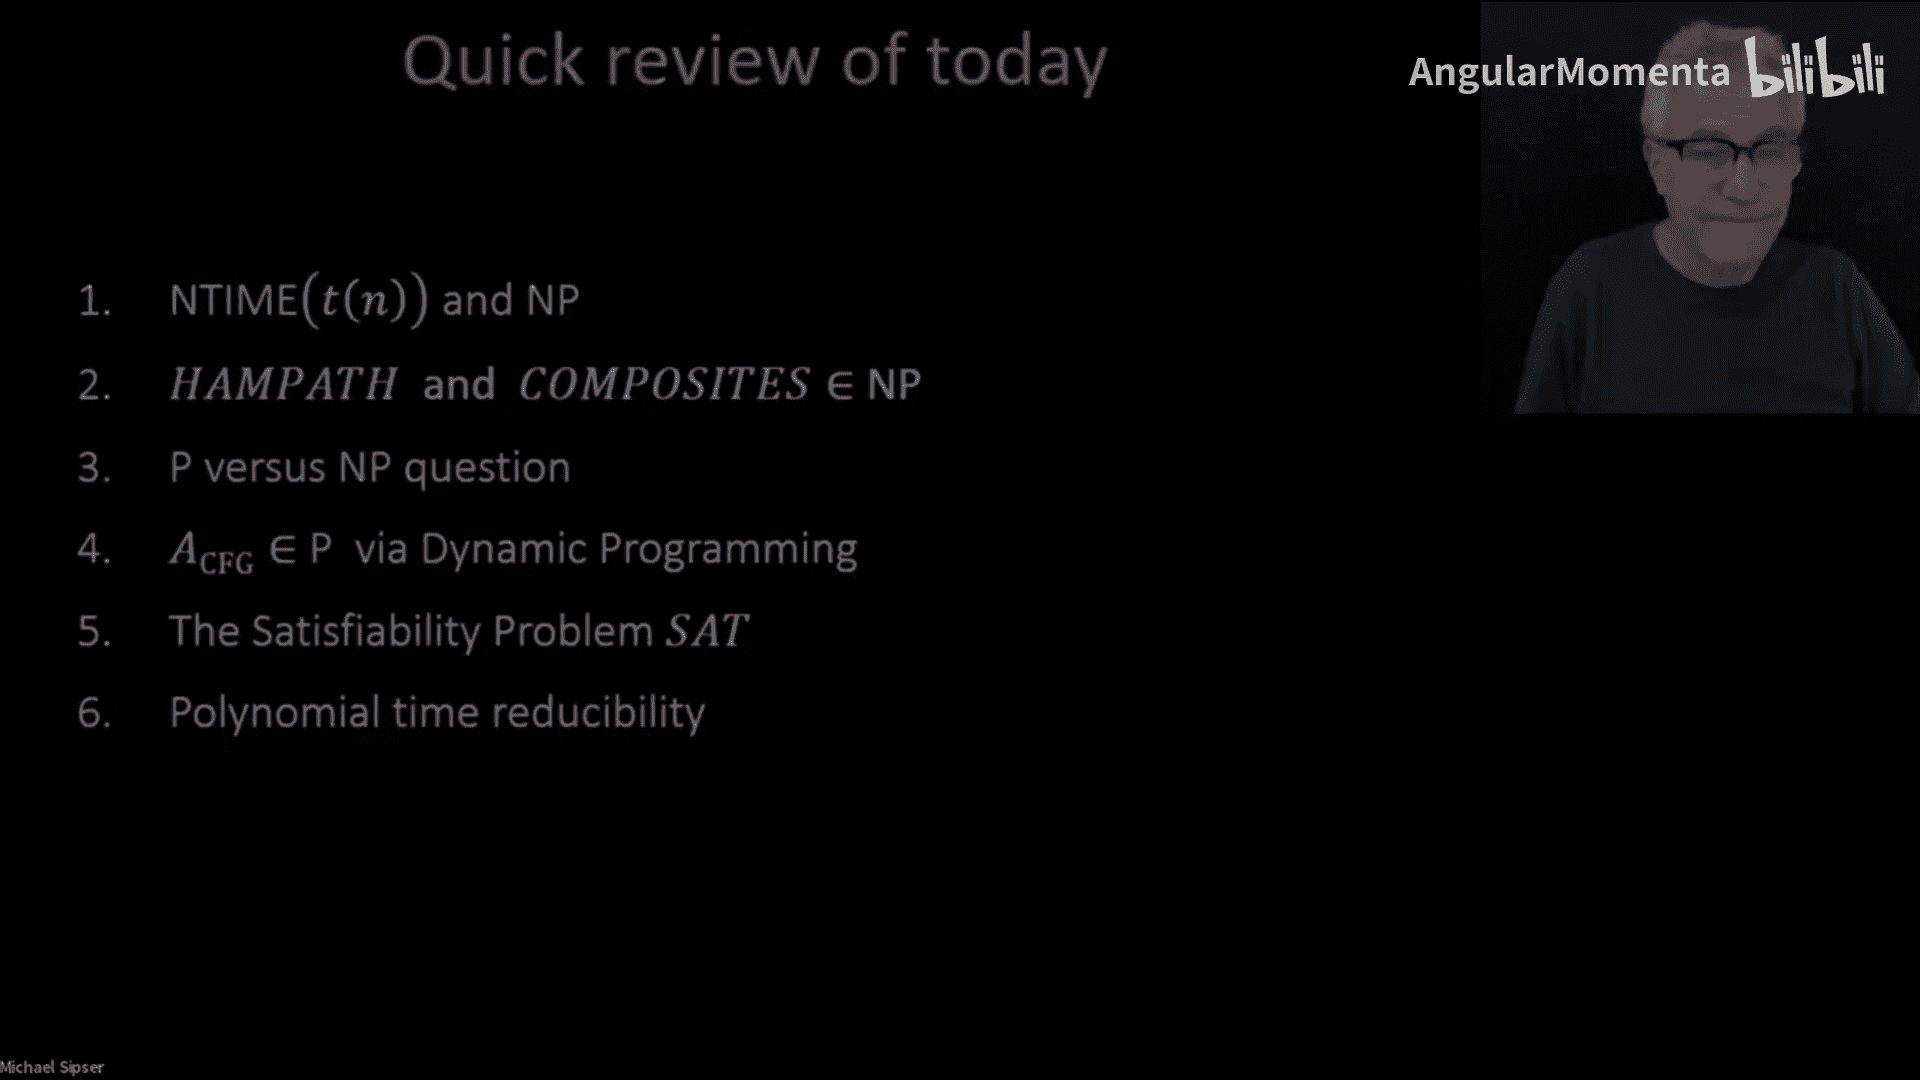 Quick review of today
AngularMomenta bilibili
1. NTIME(t(n)) and NP
2. HAMPATH and COMPOSITES ∈ NP
3. P versus NP question
4. A_CFG ∈ P via Dynamic Programming
5. The Satisfiability Problem SAT
6. Polynomial time reducibility
Michael Sipser